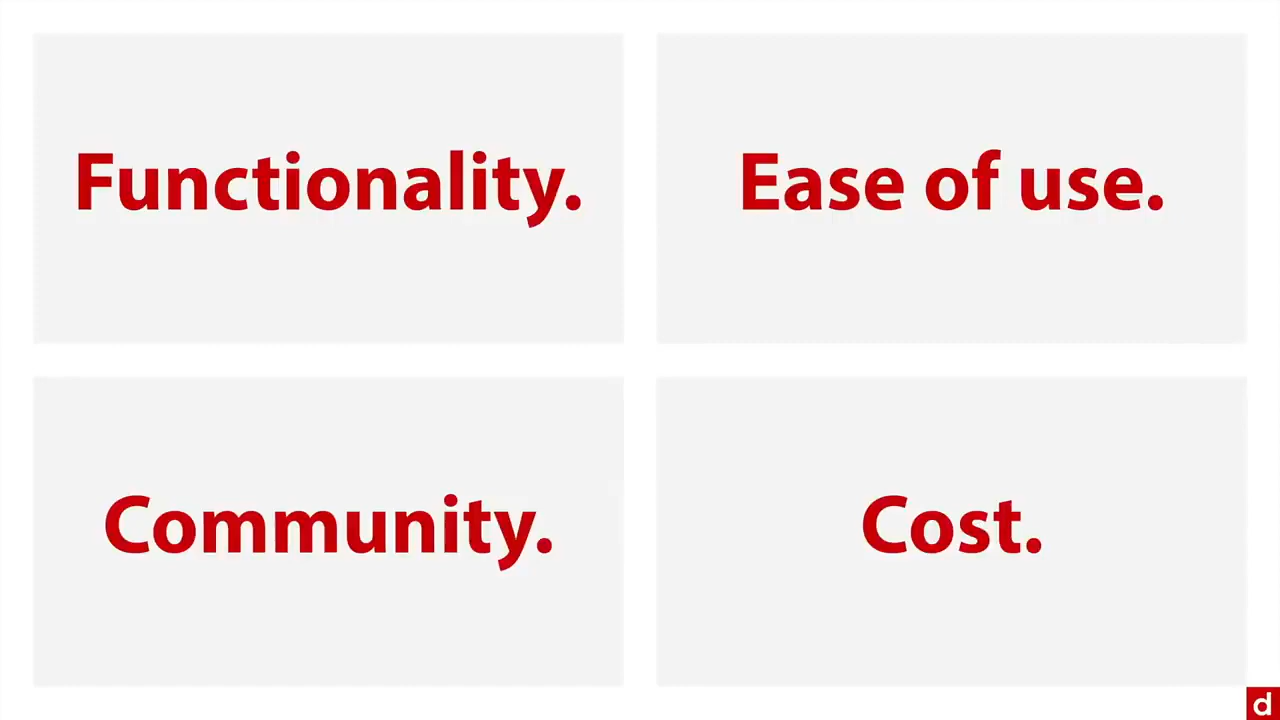 Functionality.
Ease of use.
Community.
Cost.
d